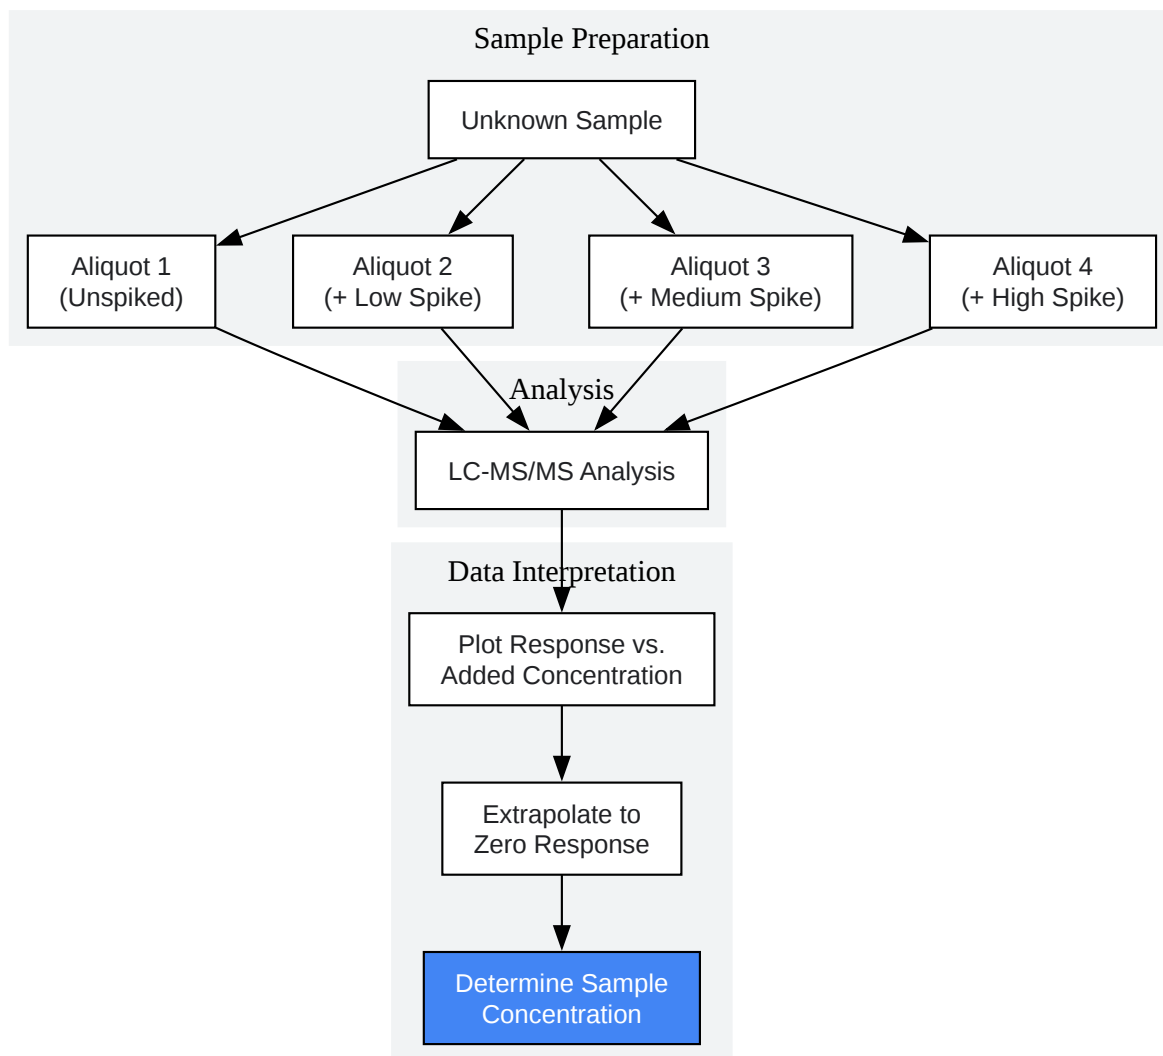 Sample Preparation
Unknown Sample
Aliquot 1
(Unspiked)
Aliquot 2
(+ Low Spike)
Aliquot 3
(+ Medium Spike)
Aliquot 4
(+ High Spike)
Analysis
LC-MS/MS Analysis
Data Interpretation
Plot Response vs.
Added Concentration
Extrapolate to
Zero Response
Determine Sample
Concentration